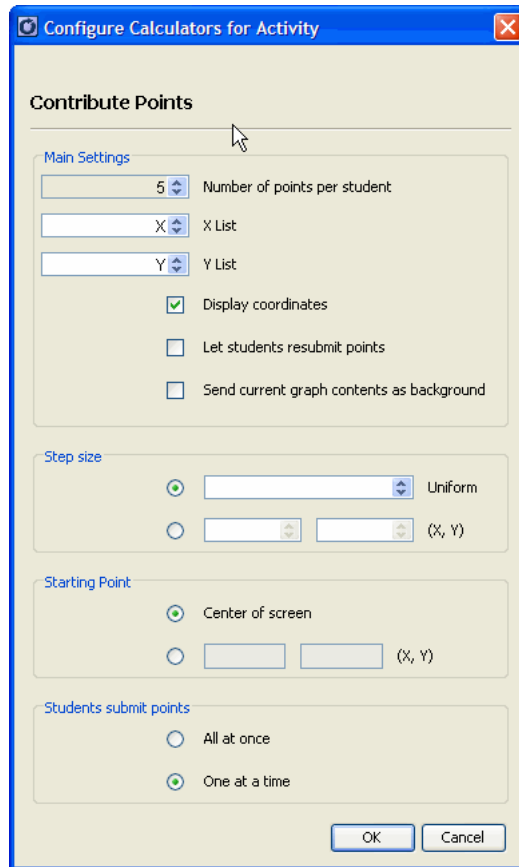 Configure Calculators for Activity
Contribute Points
Main Settings
5 Number of points per student
X X List
Y Y List
Display coordinates
Let students resubmit points
Send current graph contents as background
Step size
Uniform
(X, Y)
Starting Point
Center of screen
(X, Y)
Students submit points
All at once
One at a time
OK Cancel